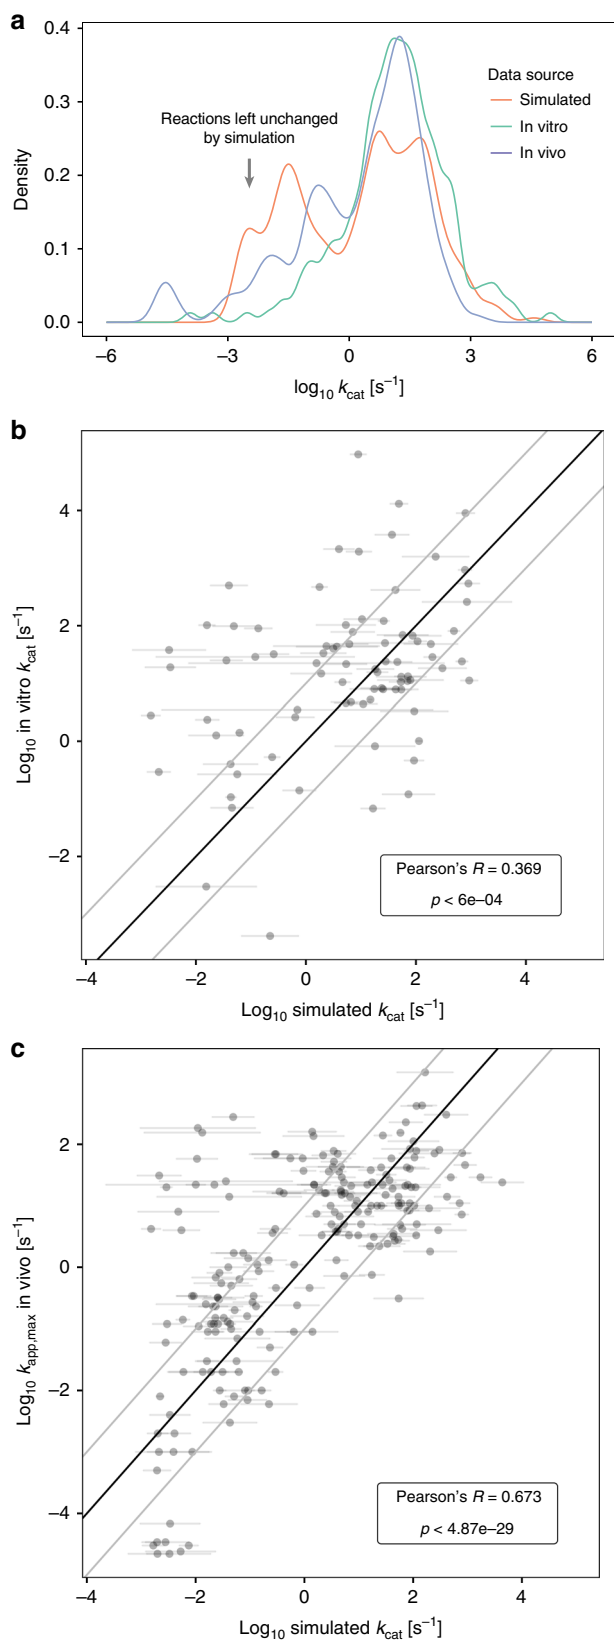 a
0.4
0.3
0.2
0.1
0.0
Density
Reactions left unchanged
by simulation
Data source
Simulated
In vitro
In vivo
−6
−3
0
3
6
log10 kcat [s−1]
b
4
2
0
−2
Log10 in vitro kcat [s−1]
Pearson's R = 0.369
p < 6e−04
−4
−2
0
2
4
Log10 simulated kcat [s−1]
c
2
0
−2
−4
Log10 kapp,max in vivo [s−1]
Pearson's R = 0.673
p < 4.87e−29
−4
−2
0
2
4
Log10 simulated kcat [s−1]